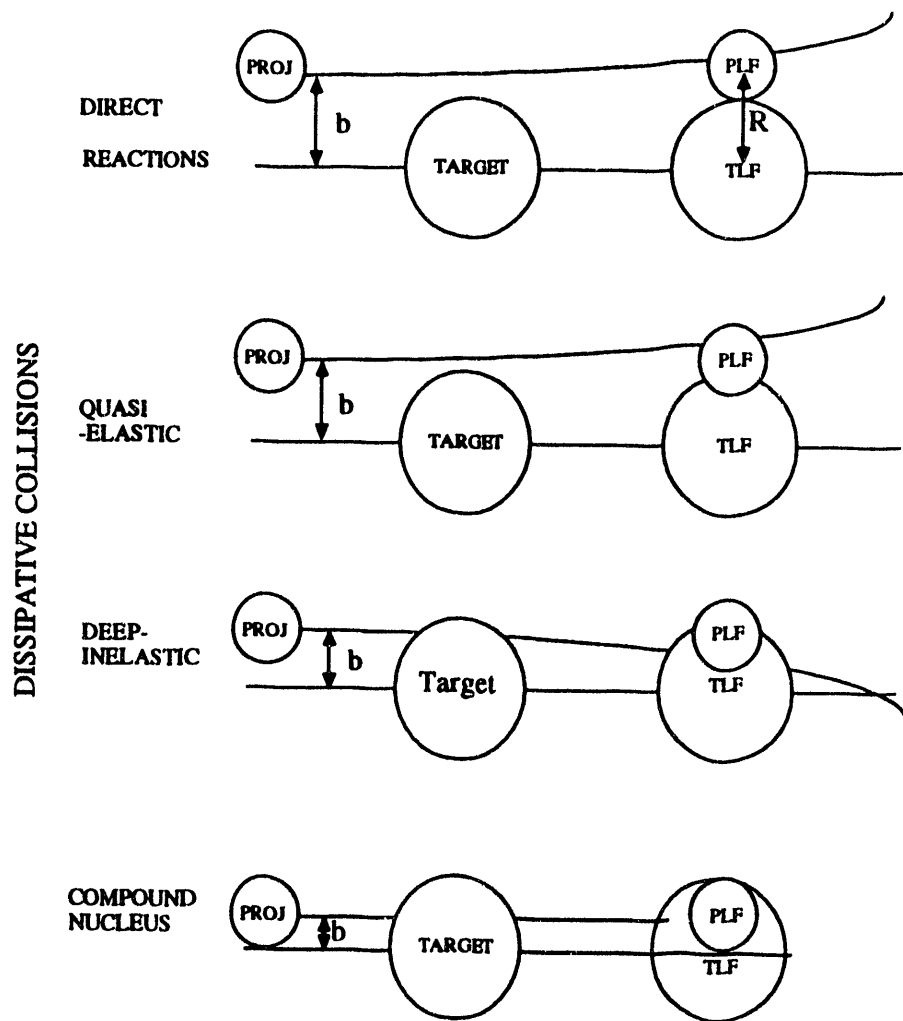 DISSIPATIVE COLLISIONS
DIRECT
REACTIONS
PROJ
b
TARGET
PLF
R
TLF
QUASI
-ELASTIC
PROJ
b
TARGET
PLF
TLF
DEEP-
INELASTIC
PROJ
b
Target
PLF
TLF
COMPOUND
NUCLEUS
PROJ
b
TARGET
PLF
TLF